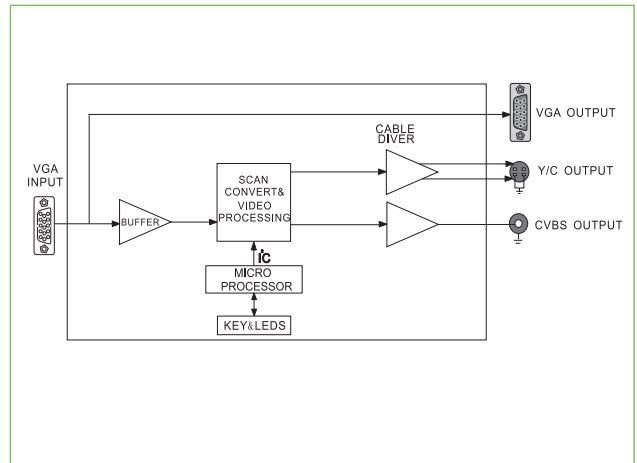 VGA OUTPUT
CABLE
DIVER
Y/C OUTPUT
VGA
INPUT
SCAN
CONVERT&
VIDEO
PROCESSING
BUFFER
CVBS OUTPUT
I²C
MICRO
PROCESSOR
KEY&LEDS